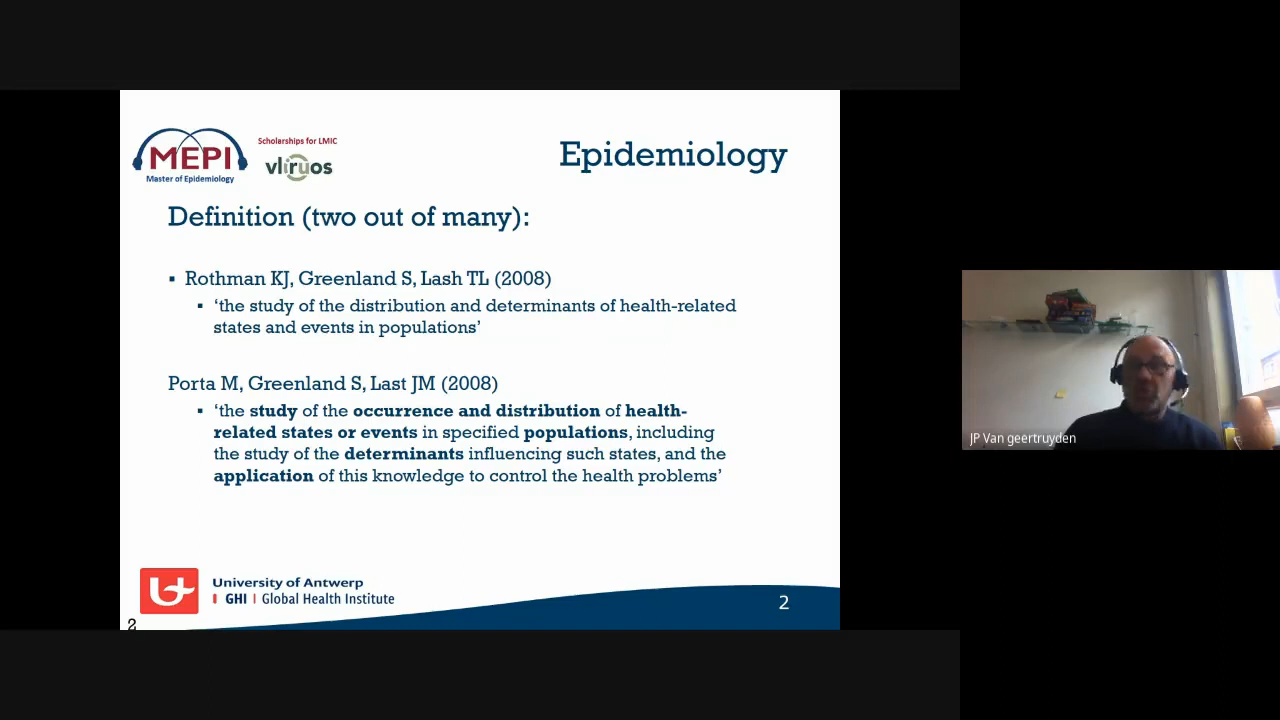 MEPI
Master of Epidemiology
Scholarships for LMIC
vliruos
Epidemiology
Definition (two out of many):
▪ Rothman KJ, Greenland S, Lash TL (2008)
▪ ‘the study of the distribution and determinants of health-related
states and events in populations’
Porta M, Greenland S, Last JM (2008)
▪ ‘the study of the occurrence and distribution of health-
related states or events in specified populations, including
the study of the determinants influencing such states, and the
application of this knowledge to control the health problems’
University of Antwerp
GHI | Global Health Institute
2
2
JP Van geertruyden